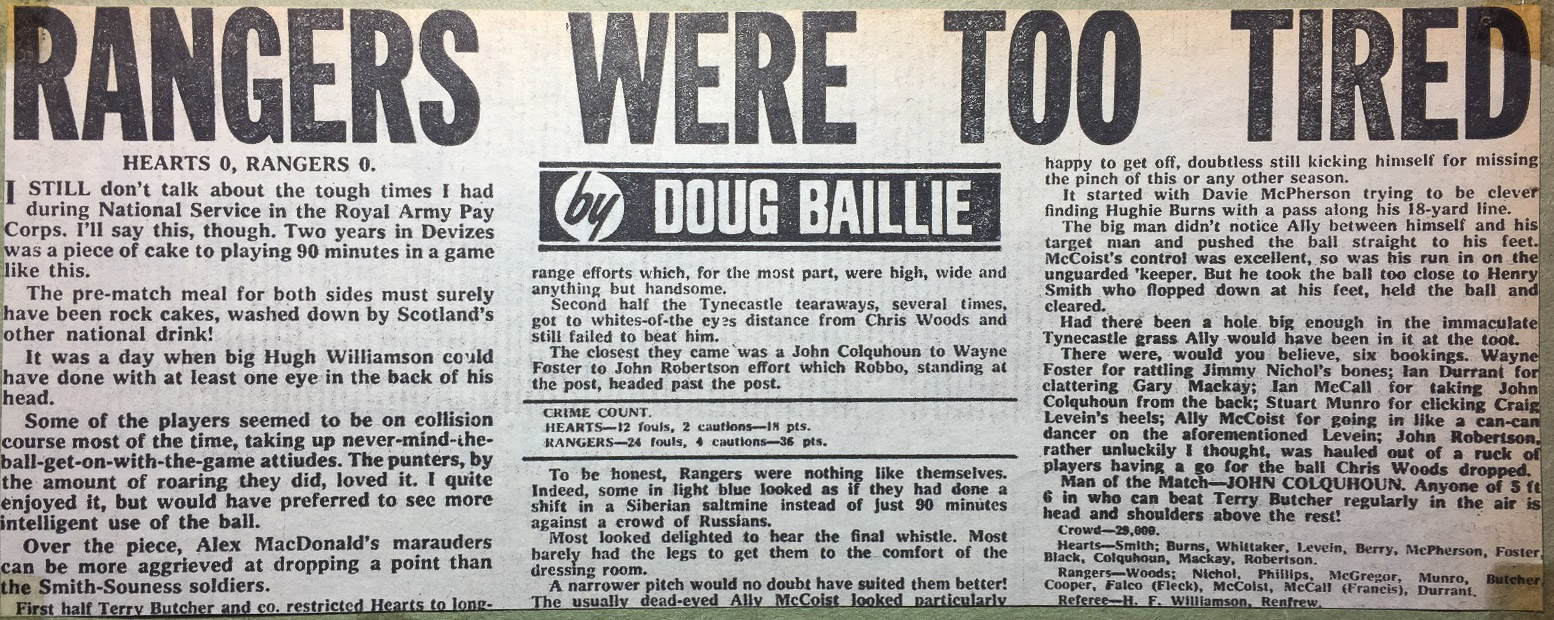 RANGERS WERE TOO TIRED
HEARTS 0, RANGERS 0.
I STILL don't talk about the tough times I had
during National Service in the Royal Army Pay
Corps. I'll say this, though. Two years in Devizes
was a piece of cake to playing 90 minutes in a game
like this.
The pre-match meal for both sides must surely
have been rock cakes, washed down by Scotland's
other national drink!
It was a day when big Hugh Williamson could
have done with at least one eye in the back of his
head.
Some of the players seemed to be on collision
course most of the time, taking up never-mind-the-
ball-get-on-with-the-game attiudes. The punters, by
the amount of roaring they did, loved it. I quite
enjoyed it, but would have preferred to see more
intelligent use of the ball.
Over the piece, Alex MacDonald's marauders
can be more aggrieved at dropping a point than
the Smith-Souness soldiers.
First half Terry Butcher and co. restricted Hearts to long-
by DOUG BAILLIE
range efforts which, for the most part, were high, wide and
anything but handsome.
Second half the Tynecastle tearaways, several times,
got to whites-of-the eyes distance from Chris Woods and
still failed to beat him.
The closest they came was a John Colquhoun to Wayne
Foster to John Robertson effort which Robbo, standing at
the post, headed past the post.
CRIME COUNT.
HEARTS—12 fouls, 2 cautions—18 pts.
RANGERS—24 fouls, 4 cautions—36 pts.
To be honest, Rangers were nothing like themselves.
Indeed, some in light blue looked as if they had done a
shift in a Siberian saltmine instead of just 90 minutes
against a crowd of Russians.
Most looked delighted to hear the final whistle. Most
barely had the legs to get them to the comfort of the
dressing room.
A narrower pitch would no doubt have suited them better!
The usually dead-eyed Ally McCoist looked particularly
happy to get off, doubtless still kicking himself for missing
the pinch of this or any other season.
It started with Davie McPherson trying to be clever
finding Hughie Burns with a pass along his 18-yard line.
The big man didn't notice Ally between himself and his
target man and pushed the ball straight to his feet.
McCoist's control was excellent, so was his run in on the
unguarded 'keeper. But he took the ball too close to Henry
Smith who flopped down at his feet, held the ball and
cleared.
Had there been a hole big enough in the immaculate
Tynecastle grass Ally would have been in it at the toot.
There were, would you believe, six bookings. Wayne
Foster for rattling Jimmy Nichol's bones; Ian Durrant for
clattering Gary Mackay; Ian McCall for taking John
Colquhoun from the back; Stuart Munro for clicking Craig
Levein's heels; Ally McCoist for going in like a can-can
dancer on the aforementioned Levein; John Robertson,
rather unluckily I thought, was hauled out of a ruck of
players having a go for the ball Chris Woods dropped.
Man of the Match—JOHN COLQUHOUN. Anyone of 5 ft
6 in who can beat Terry Butcher regularly in the air is
head and shoulders above the rest!
Crowd—29,000.
Hearts—Smith; Burns, Whittaker, Levein, Berry, McPherson, Foster,
Black, Colquhoun, Mackay, Robertson.
Rangers—Woods; Nichol, Phillips, McGregor, Munro, Butcher,
Cooper, Falco (Fleck), McCoist, McCall (Francis), Durrant.
Referee—H. F. Williamson, Renfrew.